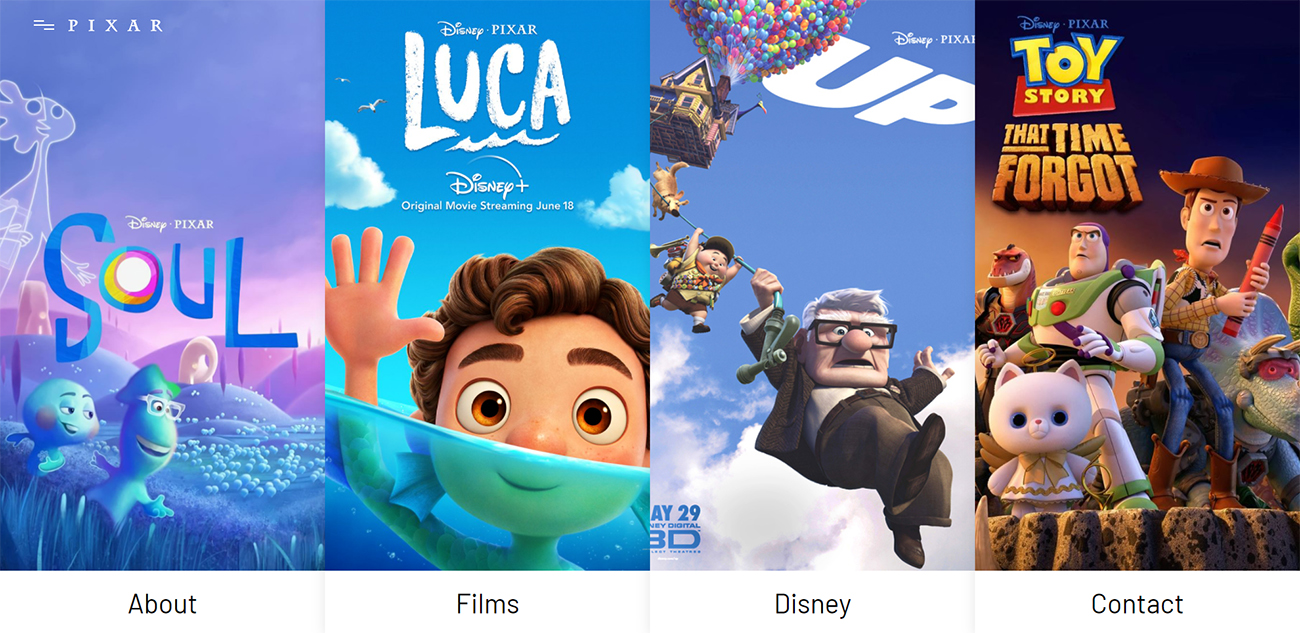 PIXAR
Disney · PIXAR
SOUL
Disney · PIXAR
LUCA
Disney+
Original Movie Streaming June 18
Disney · PIXAR
UP
AY 29
NEY DIGITAL
3D
Disney · PIXAR
TOY
STORY
THAT TIME
FORGOT
About
Films
Disney
Contact